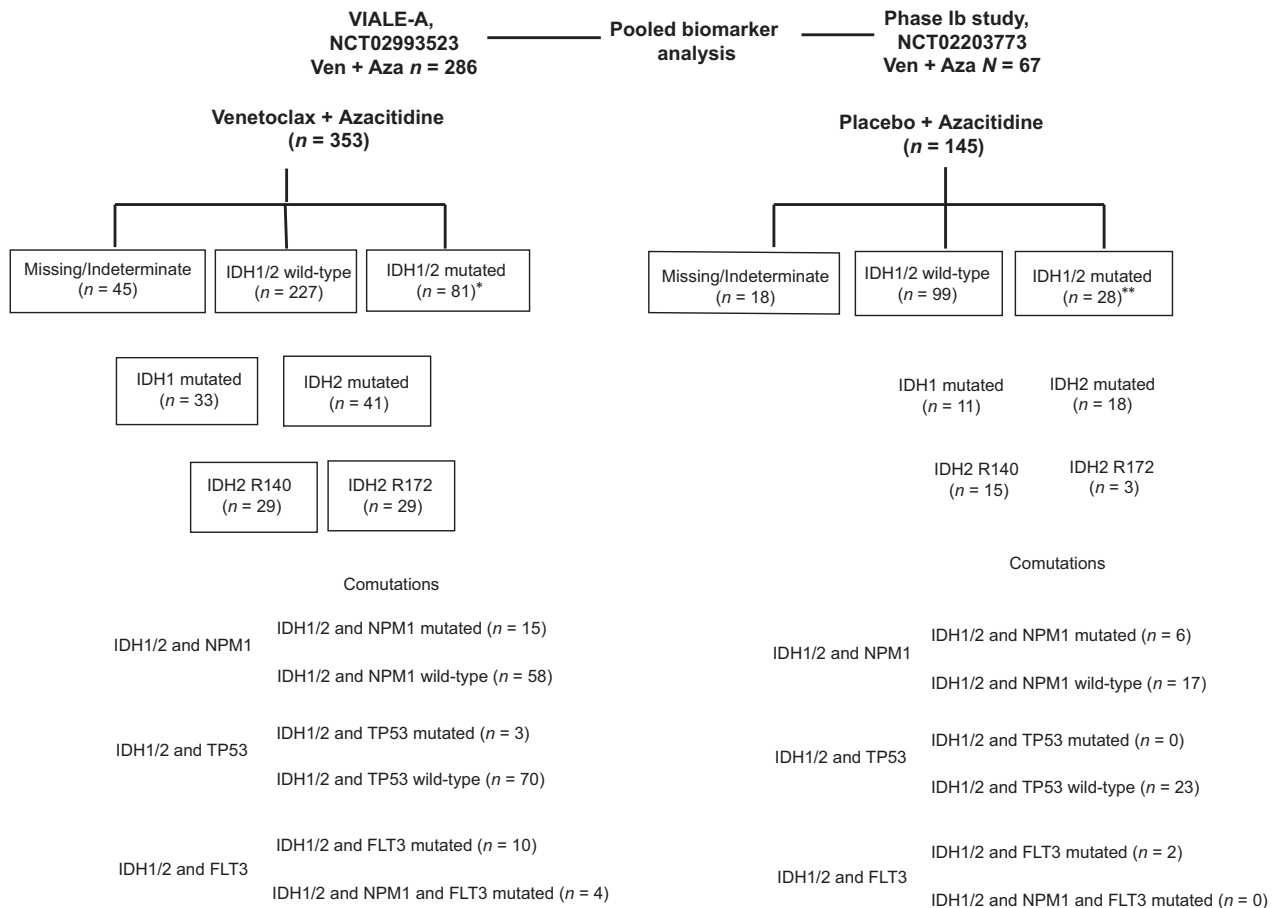 VIALE-A,
NCT02993523
Ven + Aza n = 286
Pooled biomarker
analysis
Phase Ib study,
NCT02203773
Ven + Aza N = 67
Venetoclax + Azacitidine
(n = 353)
Placebo + Azacitidine
(n = 145)
Missing/Indeterminate
(n = 45)
IDH1/2 wild-type
(n = 227)
IDH1/2 mutated
(n = 81)*
Missing/Indeterminate
(n = 18)
IDH1/2 wild-type
(n = 99)
IDH1/2 mutated
(n = 28)**
IDH1 mutated
(n = 33)
IDH2 mutated
(n = 41)
IDH1 mutated
(n = 11)
IDH2 mutated
(n = 18)
IDH2 R140
(n = 29)
IDH2 R172
(n = 29)
IDH2 R140
(n = 15)
IDH2 R172
(n = 3)
Comutations
IDH1/2 and NPM1
IDH1/2 and NPM1 mutated (n = 15)
IDH1/2 and NPM1 wild-type (n = 58)
IDH1/2 and TP53
IDH1/2 and TP53 mutated (n = 3)
IDH1/2 and TP53 wild-type (n = 70)
IDH1/2 and FLT3
IDH1/2 and FLT3 mutated (n = 10)
IDH1/2 and NPM1 and FLT3 mutated (n = 4)
Comutations
IDH1/2 and NPM1
IDH1/2 and NPM1 mutated (n = 6)
IDH1/2 and NPM1 wild-type (n = 17)
IDH1/2 and TP53
IDH1/2 and TP53 mutated (n = 0)
IDH1/2 and TP53 wild-type (n = 23)
IDH1/2 and FLT3
IDH1/2 and FLT3 mutated (n = 2)
IDH1/2 and NPM1 and FLT3 mutated (n = 0)